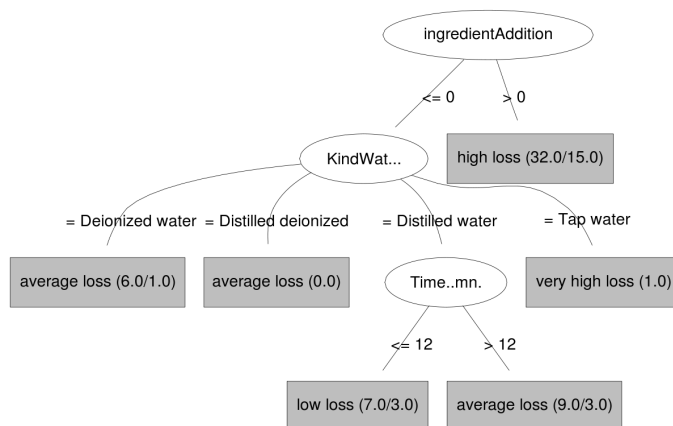 ingredientAddition
<= 0
> 0
KindWat...
high loss (32.0/15.0)
= Deionized water
= Distilled deionized
= Distilled water
= Tap water
average loss (6.0/1.0)
average loss (0.0)
Time..mn.
very high loss (1.0)
<= 12
> 12
low loss (7.0/3.0)
average loss (9.0/3.0)